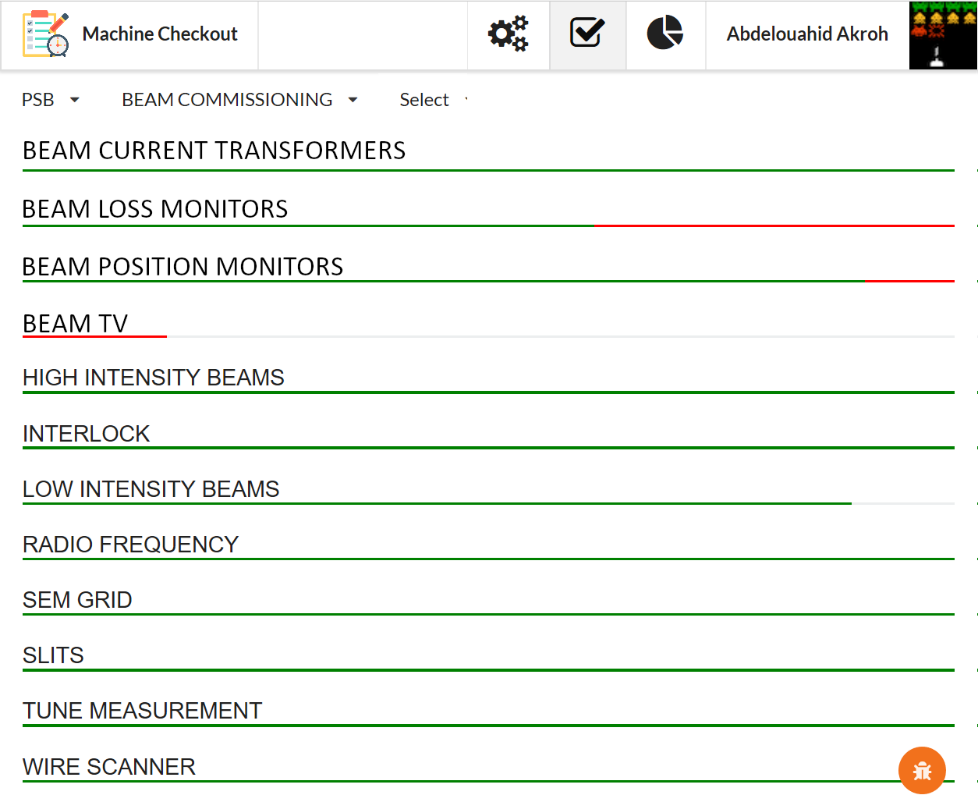 Machine Checkout
Abdelouahid Akroh
PSB BEAM COMMISSIONING Select
BEAM CURRENT TRANSFORMERS
BEAM LOSS MONITORS
BEAM POSITION MONITORS
BEAM TV
HIGH INTENSITY BEAMS
INTERLOCK
LOW INTENSITY BEAMS
RADIO FREQUENCY
SEM GRID
SLITS
TUNE MEASUREMENT
WIRE SCANNER